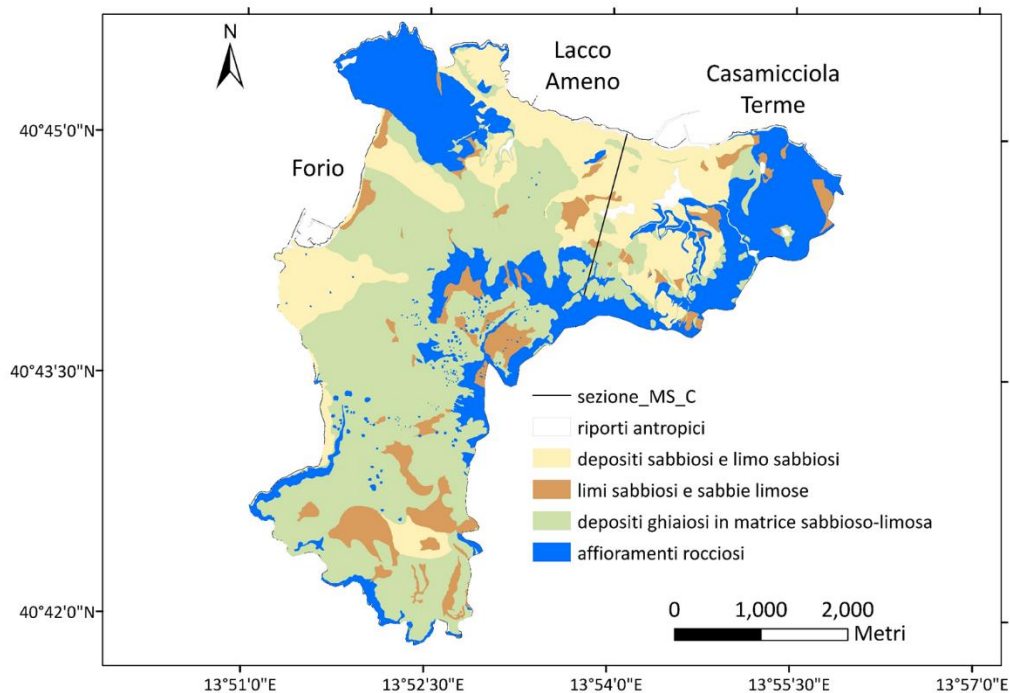 N
Lacco
Ameno
Casamicciola
Terme
Forio
40°45'0"N
40°43'30"N
40°42'0"N
sezione_MS_C
riporti antropici
depositi sabbiosi e limo sabbiosi
limi sabbiosi e sabbie limose
depositi ghiaiosi in matrice sabbioso-limosa
affioramenti rocciosi
0 1,000 2,000
Metri
13°51'0"E 13°52'30"E 13°54'0"E 13°55'30"E 13°57'0"E